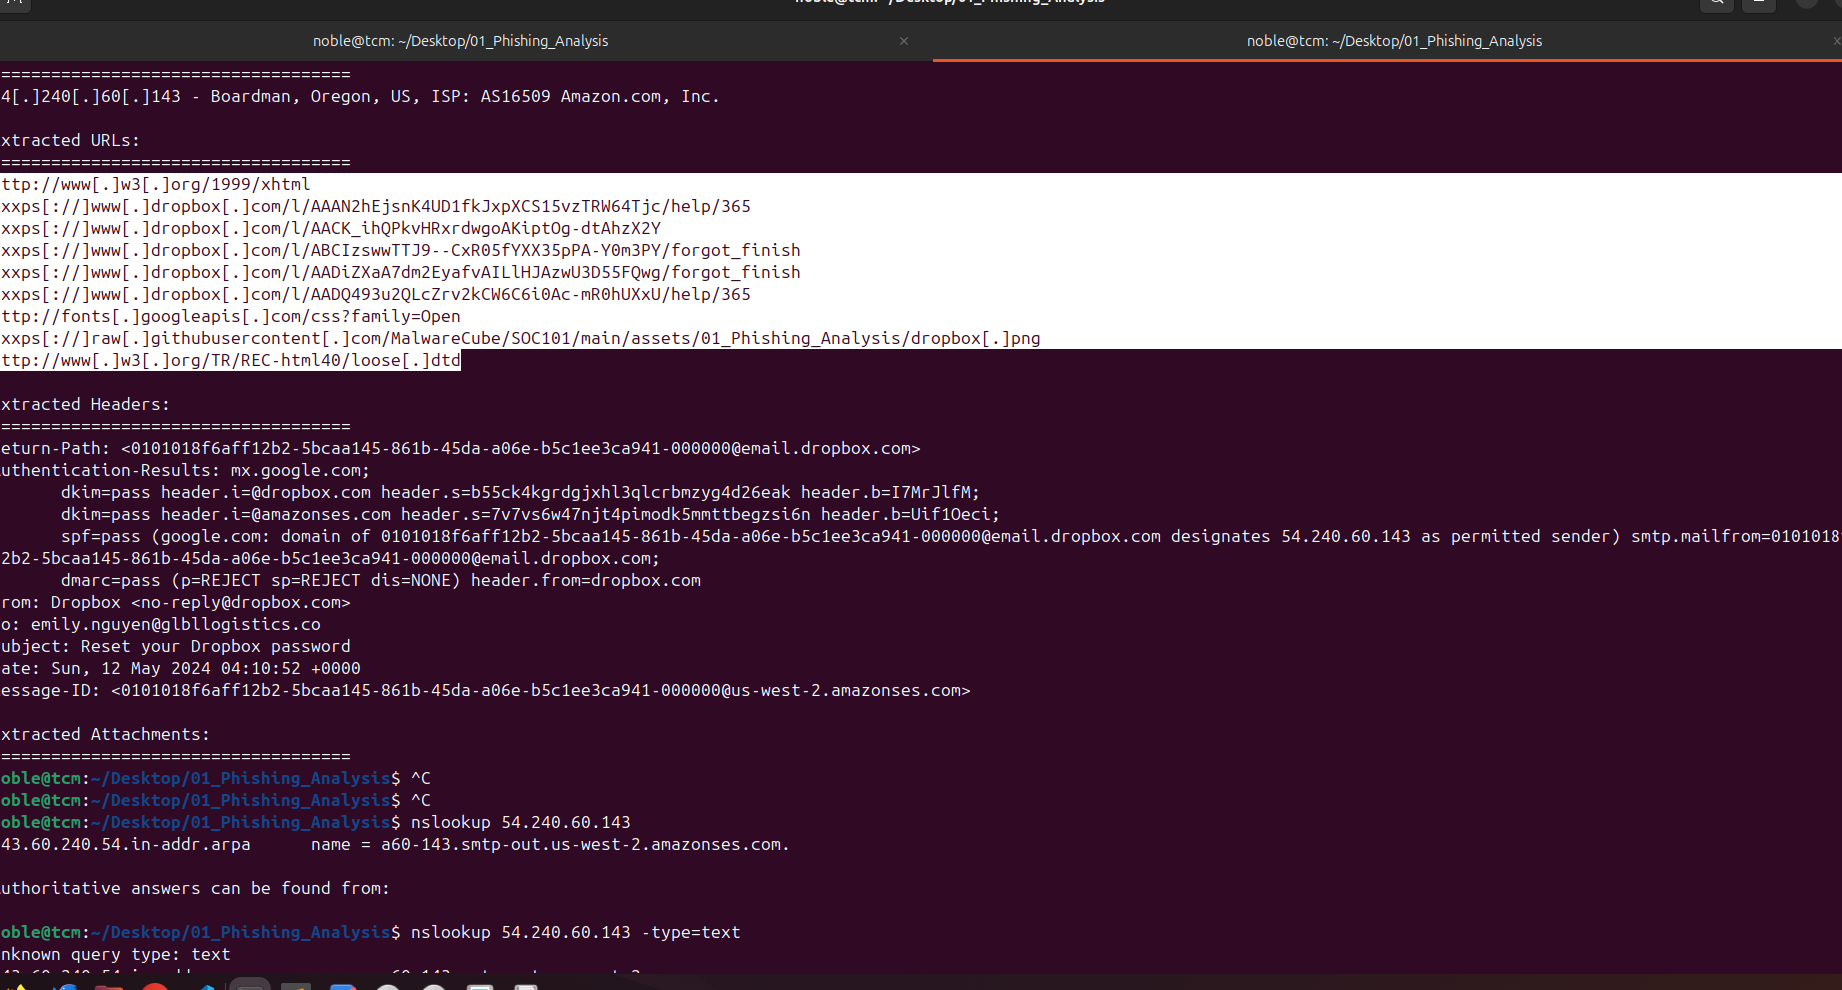 noble@tcm: ~/Desktop/01_Phishing_Analysis
noble@tcm: ~/Desktop/01_Phishing_Analysis
noble@tcm: ~/Desktop/01_Phishing_Analysis
===================================
4[.]240[.]60[.]143 - Boardman, Oregon, US, ISP: AS16509 Amazon.com, Inc.
xtracted URLs:
===================================
ttp://www[.]w3[.]org/1999/xhtml
xxps[://]www[.]dropbox[.]com/l/AAAN2hEjsnK4UD1fkJxpXCS15vzTRW64Tjc/help/365
xxps[://]www[.]dropbox[.]com/l/AACK_ihQPkvHRxrdwgoAKiptOg-dtAhzX2Y
xxps[://]www[.]dropbox[.]com/l/ABCIzswwTTJ9--CxR05fYXX35pPA-Y0m3PY/forgot_finish
xxps[://]www[.]dropbox[.]com/l/AADiZXaA7dm2EyafvAILlHJAzwU3D55FQwg/forgot_finish
xxps[://]www[.]dropbox[.]com/l/AADQ493u2QLcZrv2kCW6C6i0Ac-mR0hUXxU/help/365
ttp://fonts[.]googleapis[.]com/css?family=Open
xxps[://]raw[.]githubusercontent[.]com/MalwareCube/SOC101/main/assets/01_Phishing_Analysis/dropbox[.]png
ttp://www[.]w3[.]org/TR/REC-html40/loose[.]dtd
xtracted Headers:
===================================
eturn-Path: <0101018f6aff12b2-5bcaa145-861b-45da-a06e-b5c1ee3ca941-000000@email.dropbox.com>
uthentication-Results: mx.google.com;
dkim=pass header.i=@dropbox.com header.s=b55ck4kgrdgjxhl3qlcrbmzyg4d26eak header.b=I7MrJlfM;
dkim=pass header.i=@amazonses.com header.s=7v7vs6w47njt4pimodk5mmttbegzsi6n header.b=Uif1Oeci;
spf=pass (google.com: domain of 0101018f6aff12b2-5bcaa145-861b-45da-a06e-b5c1ee3ca941-000000@email.dropbox.com designates 54.240.60.143 as permitted sender) smtp.mailfrom=0101018
2b2-5bcaa145-861b-45da-a06e-b5c1ee3ca941-000000@email.dropbox.com;
dmarc=pass (p=REJECT sp=REJECT dis=NONE) header.from=dropbox.com
rom: Dropbox <no-reply@dropbox.com>
o: emily.nguyen@glbllogistics.co
ubject: Reset your Dropbox password
ate: Sun, 12 May 2024 04:10:52 +0000
essage-ID: <0101018f6aff12b2-5bcaa145-861b-45da-a06e-b5c1ee3ca941-000000@us-west-2.amazonses.com>
xtracted Attachments:
===================================
oble@tcm:~/Desktop/01_Phishing_Analysis$ ^C
oble@tcm:~/Desktop/01_Phishing_Analysis$ ^C
oble@tcm:~/Desktop/01_Phishing_Analysis$ nslookup 54.240.60.143
43.60.240.54.in-addr.arpa name = a60-143.smtp-out.us-west-2.amazonses.com.
uthoritative answers can be found from:
oble@tcm:~/Desktop/01_Phishing_Analysis$ nslookup 54.240.60.143 -type=text
nknown query type: text